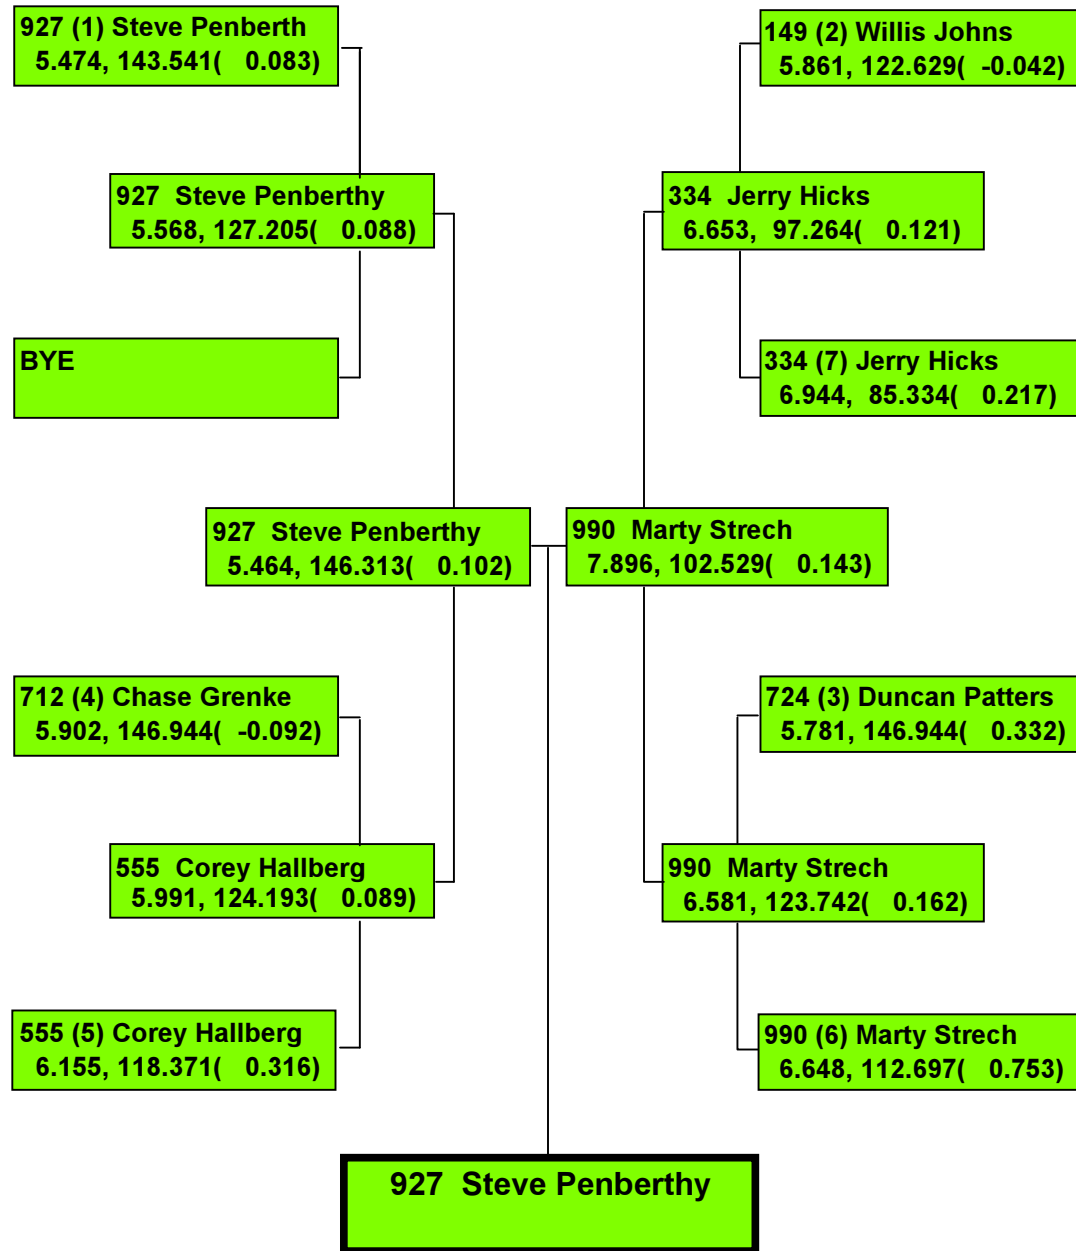 927 (1) Steve Penberth
5.474, 143.541(   0.083)
149 (2) Willis Johns
5.861, 122.629(  -0.042)
927  Steve Penberthy
5.568, 127.205(   0.088)
334  Jerry Hicks
6.653,  97.264(   0.121)
BYE
334 (7) Jerry Hicks
6.944,  85.334(   0.217)
927  Steve Penberthy
5.464, 146.313(   0.102)
990  Marty Strech
7.896, 102.529(   0.143)
712 (4) Chase Grenke
5.902, 146.944(  -0.092)
724 (3) Duncan Patters
5.781, 146.944(   0.332)
555  Corey Hallberg
5.991, 124.193(   0.089)
990  Marty Strech
6.581, 123.742(   0.162)
555 (5) Corey Hallberg
6.155, 118.371(   0.316)
990 (6) Marty Strech
6.648, 112.697(   0.753)
927  Steve Penberthy